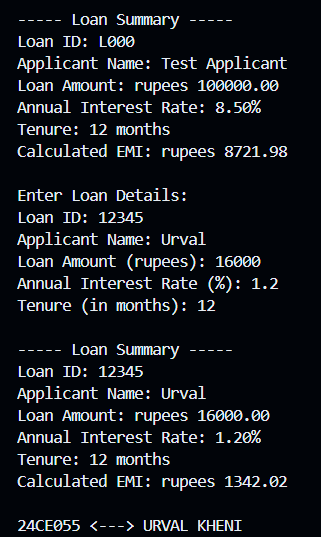 ----- Loan Summary -----
Loan ID: L000
Applicant Name: Test Applicant
Loan Amount: rupees 100000.00
Annual Interest Rate: 8.50%
Tenure: 12 months
Calculated EMI: rupees 8721.98

Enter Loan Details:
Loan ID: 12345
Applicant Name: Urval
Loan Amount (rupees): 16000
Annual Interest Rate (%): 1.2
Tenure (in months): 12

----- Loan Summary -----
Loan ID: 12345
Applicant Name: Urval
Loan Amount: rupees 16000.00
Annual Interest Rate: 1.20%
Tenure: 12 months
Calculated EMI: rupees 1342.02

24CE055 <---> URVAL KHENI